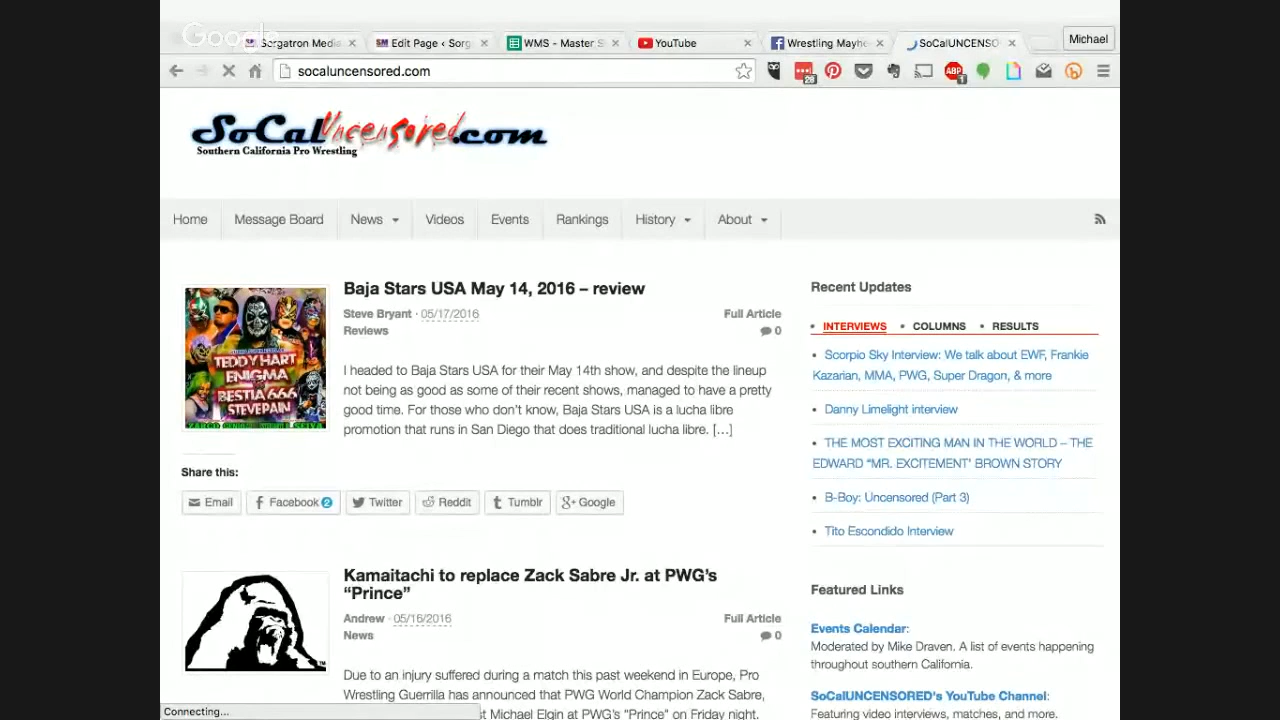 Google
Sorgatron Media
Edit Page ‹ Sorg
WMS - Master S
YouTube
Wrestling Mayhe
SoCalUNCENSO
Michael
socaluncensored.com
28
ABP
1
SoCalUncensored.com
Southern California Pro Wrestling
Home
Message Board
News
Videos
Events
Rankings
History
About
TEDDY HART
ENIGMA
BESTIA 666
STEVE PAIN
Baja Stars USA May 14, 2016 – review
Steve Bryant · 05/17/2016
Full Article
Reviews
0
I headed to Baja Stars USA for their May 14th show, and despite the lineup
not being as good as some of their recent shows, managed to have a pretty
good time. For those who don't know, Baja Stars USA is a lucha libre
promotion that runs in San Diego that does traditional lucha libre. [...]
Share this:
Email
Facebook 2
Twitter
Reddit
Tumblr
Google
Kamaitachi to replace Zack Sabre Jr. at PWG's
“Prince”
Andrew · 05/16/2016
Full Article
News
0
Due to an injury suffered during a match this past weekend in Europe, Pro
Wrestling Guerrilla has announced that PWG World Champion Zack Sabre,
st Michael Elgin at PWG's “Prince” on Friday night.
Connecting...
Recent Updates
• INTERVIEWS • COLUMNS • RESULTS
• Scorpio Sky Interview: We talk about EWF, Frankie
Kazarian, MMA, PWG, Super Dragon, & more
• Danny Limelight interview
• THE MOST EXCITING MAN IN THE WORLD – THE
EDWARD “MR. EXCITEMENT' BROWN STORY
• B-Boy: Uncensored (Part 3)
• Tito Escondido Interview
Featured Links
Events Calendar:
Moderated by Mike Draven. A list of events happening
throughout southern California.
SoCalUNCENSORED's YouTube Channel:
Featuring video interviews, matches, and more.